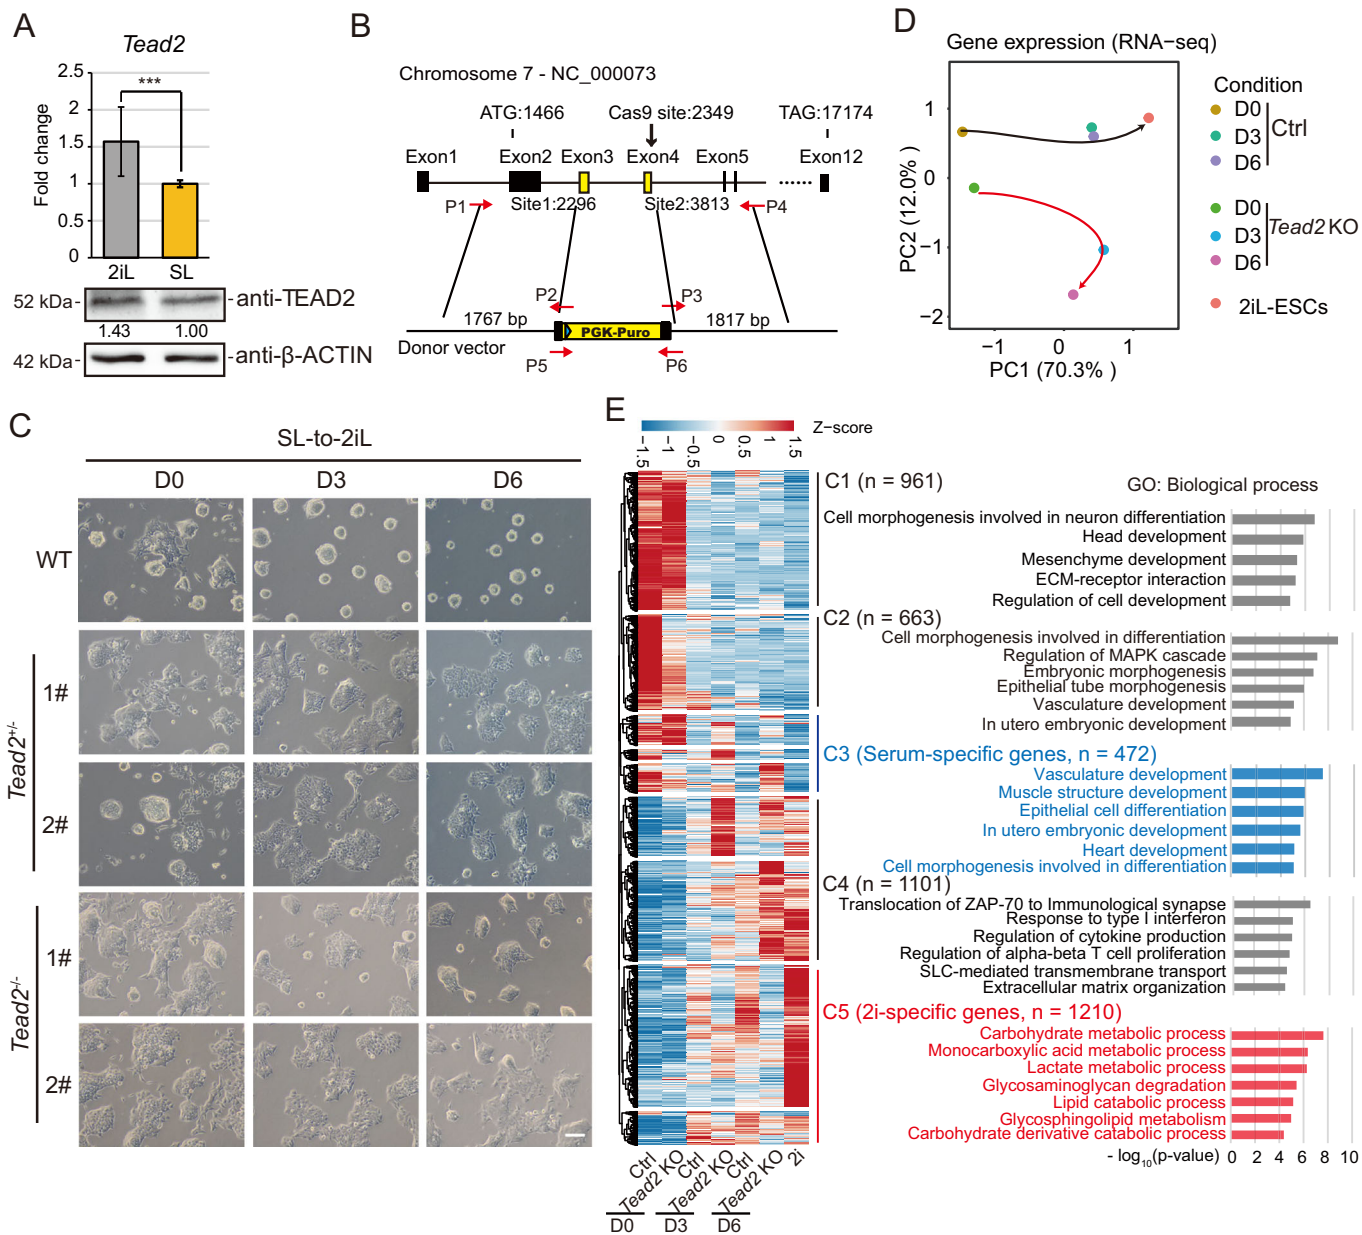 A
Tead2
2.5
2
1.5
1
0.5
0
Fold change
***
2iL
SL
52 kDa-
-anti-TEAD2
1.43
1.00
42 kDa-
-anti-β-ACTIN
B
Chromosome 7 - NC_000073
ATG:1466
Cas9 site:2349
TAG:17174
Exon1
Exon2
Exon3
Exon4
Exon5
Exon12
P1
Site1:2296
Site2:3813
P4
P2
P3
1767 bp
PGK-Puro
1817 bp
Donor vector
P5
P6
D
Gene expression (RNA-seq)
1
0
−1
−2
PC2 (12.0% )
−1
0
1
PC1 (70.3% )
Condition
D0
D3
D6
Ctrl
D0
D3
D6
Tead2 KO
2iL-ESCs
C
SL-to-2iL
D0
D3
D6
WT
Tead2+/-
1#
2#
Tead2-/-
1#
2#
E
Z-score
−1.5
−1
−0.5
0
0.5
1
1.5
C1 (n = 961)
GO: Biological process
Cell morphogenesis involved in neuron differentiation
Head development
Mesenchyme development
ECM-receptor interaction
Regulation of cell development
C2 (n = 663)
Cell morphogenesis involved in differentiation
Regulation of MAPK cascade
Embryonic morphogenesis
Epithelial tube morphogenesis
Vasculature development
In utero embryonic development
C3 (Serum-specific genes, n = 472)
Vasculature development
Muscle structure development
Epithelial cell differentiation
In utero embryonic development
Heart development
Cell morphogenesis involved in differentiation
C4 (n = 1101)
Translocation of ZAP-70 to Immunological synapse
Response to type I interferon
Regulation of cytokine production
Regulation of alpha-beta T cell proliferation
SLC-mediated transmembrane transport
Extracellular matrix organization
C5 (2i-specific genes, n = 1210)
Carbohydrate metabolic process
Monocarboxylic acid metabolic process
Lactate metabolic process
Glycosaminoglycan degradation
Lipid catabolic process
Glycosphingolipid metabolism
Carbohydrate derivative catabolic process
- log10(p-value)
0 2 4 6 8 10
Ctrl
Tead2 KO
Ctrl
Tead2 KO
Ctrl
Tead2 KO
2i
D0
D3
D6